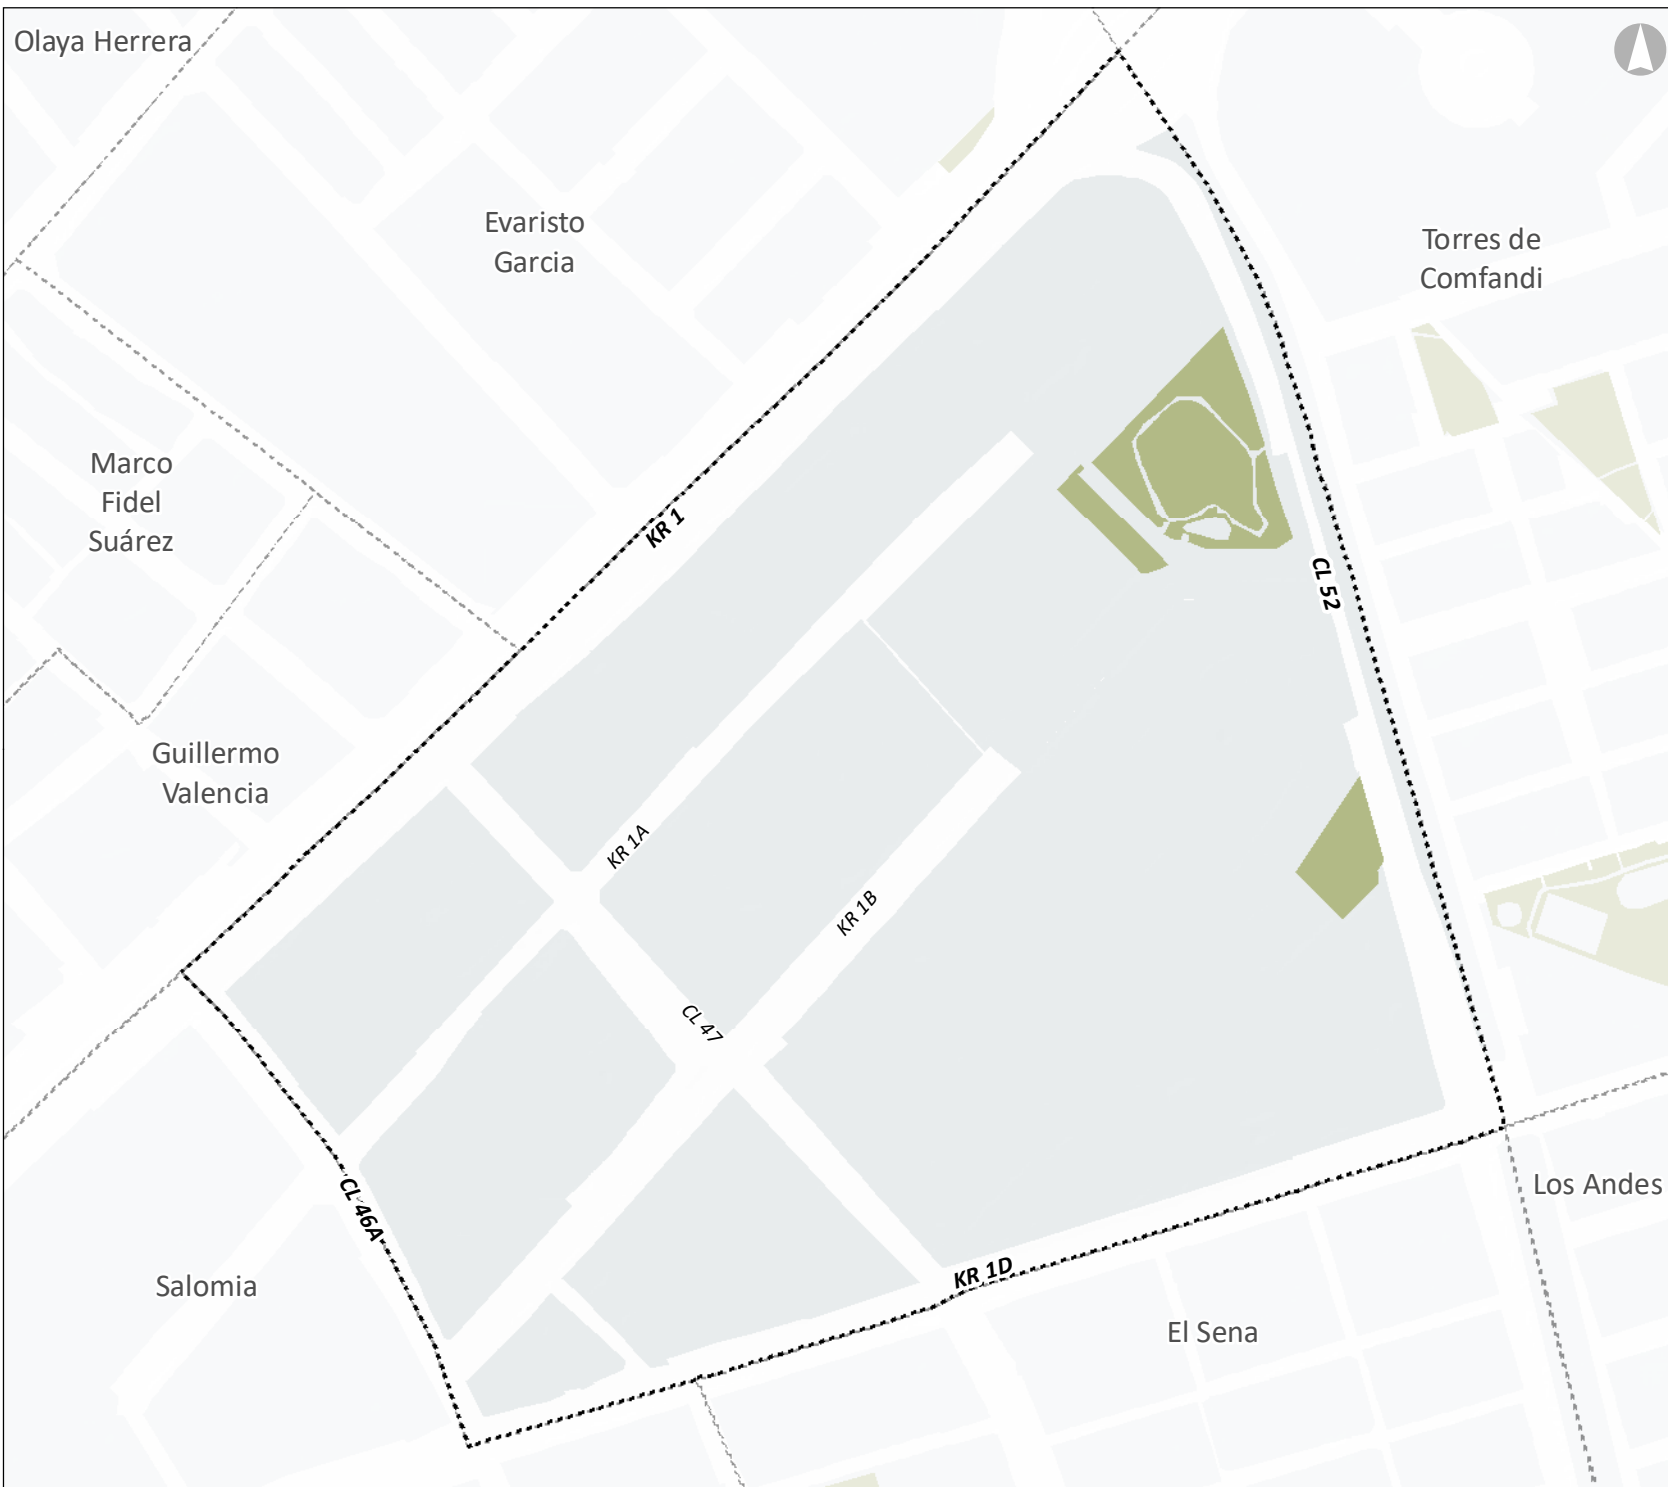 Olaya Herrera
Evaristo
Garcia
Torres de
Comfandi
Marco
Fidel
Suárez
KR 1
CL 52
Guillermo
Valencia
KR 1A
KR 1B
CL 47
CL 46A
Los Andes
KR 1D
Salomia
El Sena